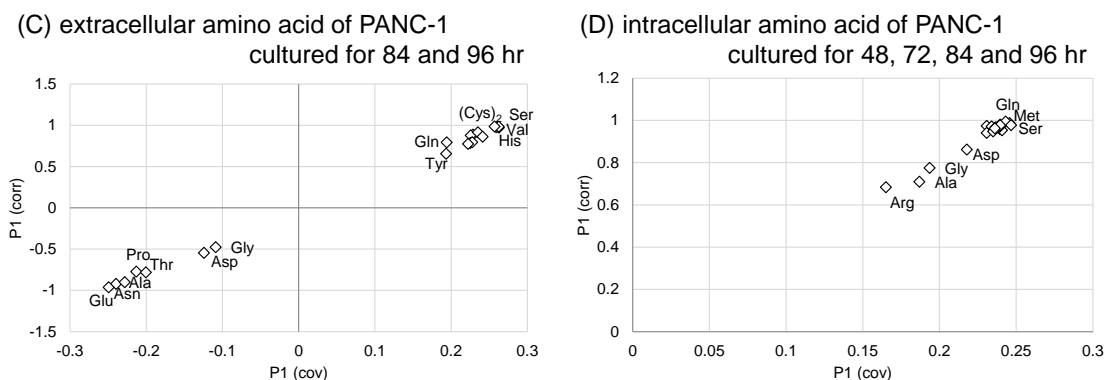 (C) extracellular amino acid of PANC-1
cultured for 84 and 96 hr
1.5
1
0.5
0
-0.5
-1
-1.5
P1 (corr)
(Cys)2 Ser
Val
Gln
His
Tyr
Pro
Thr
Gly
Asp
Ala
Asn
Glu
-0.3 -0.2 -0.1 0 0.1 0.2 0.3
P1 (cov)
(D) intracellular amino acid of PANC-1
cultured for 48, 72, 84 and 96 hr
1.2
1
0.8
0.6
0.4
0.2
0
P1 (corr)
Gln
Met
Ser
Asp
Gly
Ala
Arg
0 0.05 0.1 0.15 0.2 0.25 0.3
P1 (cov)